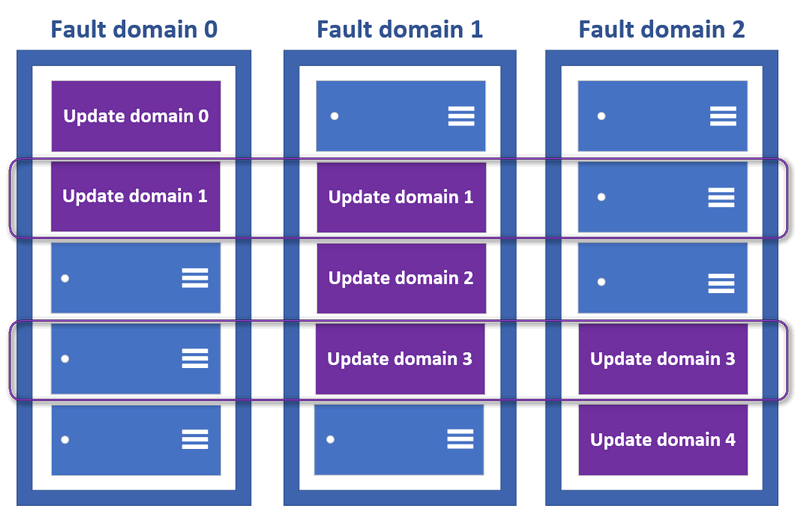 Fault domain 0
Fault domain 1
Fault domain 2
Update domain 0
Update domain 1
Update domain 1
Update domain 2
Update domain 3
Update domain 3
Update domain 4